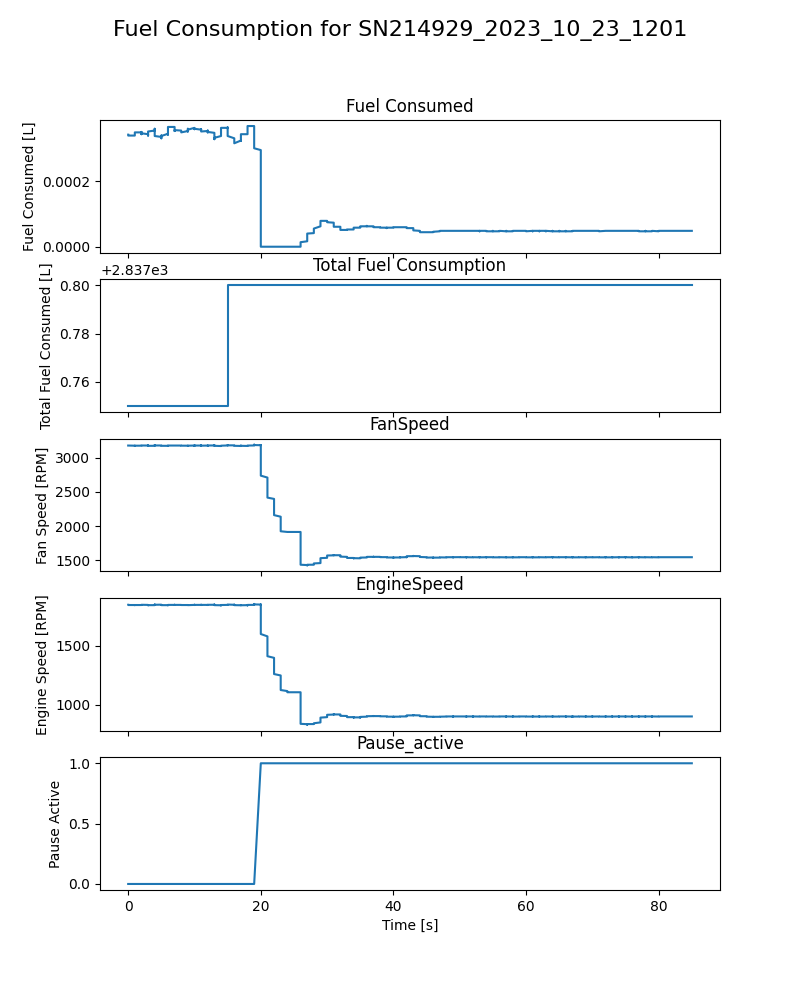 Fuel Consumption for SN214929_2023_10_23_1201
Fuel Consumed
Fuel Consumed [L]
0.0002
0.0000
Total Fuel Consumption
+2.837e3
Total Fuel Consumed [L]
0.80
0.78
0.76
FanSpeed
Fan Speed [RPM]
3000
2500
2000
1500
EngineSpeed
Engine Speed [RPM]
1500
1000
Pause_active
Pause Active
1.0
0.5
0.0
0 20 40 60 80
Time [s]